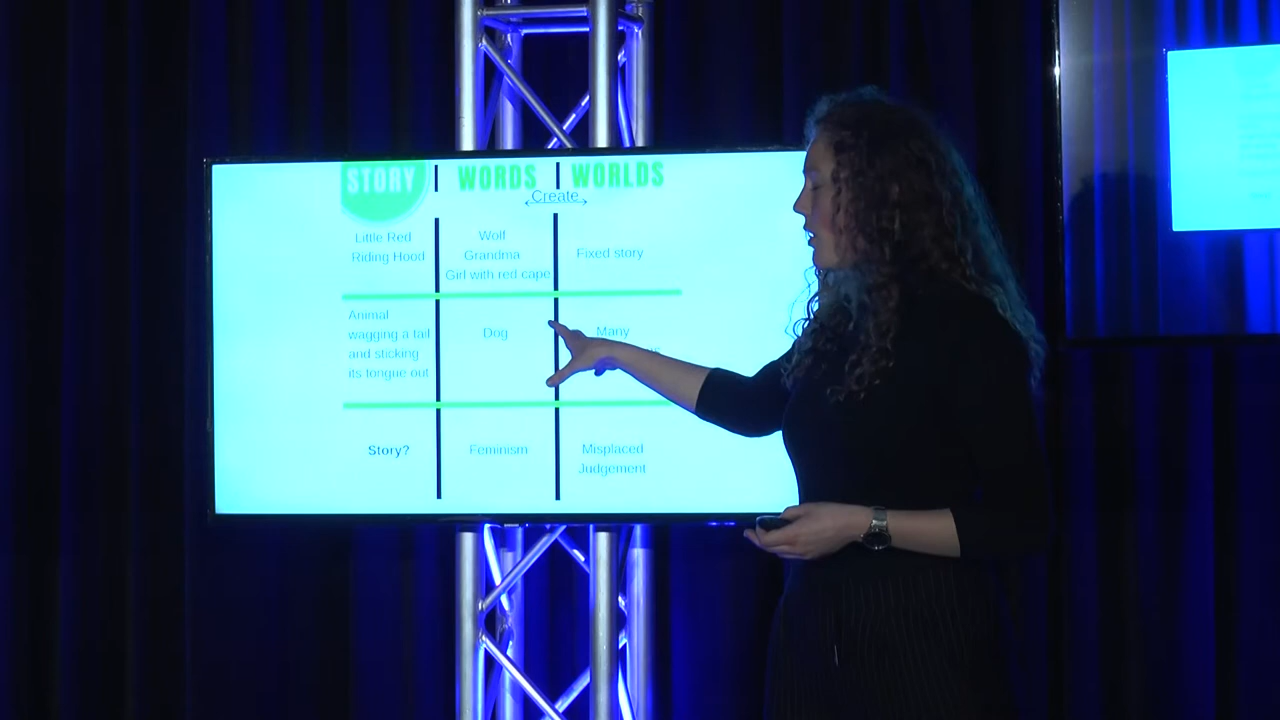 STORY WORDS WORLDS
Create
Little Red
Riding Hood
Wolf
Grandma
Girl with red cape
Fixed story
Animal
wagging a tail
and sticking
its tongue out
Dog
Many
Story?
Feminism
Misplaced
Judgement